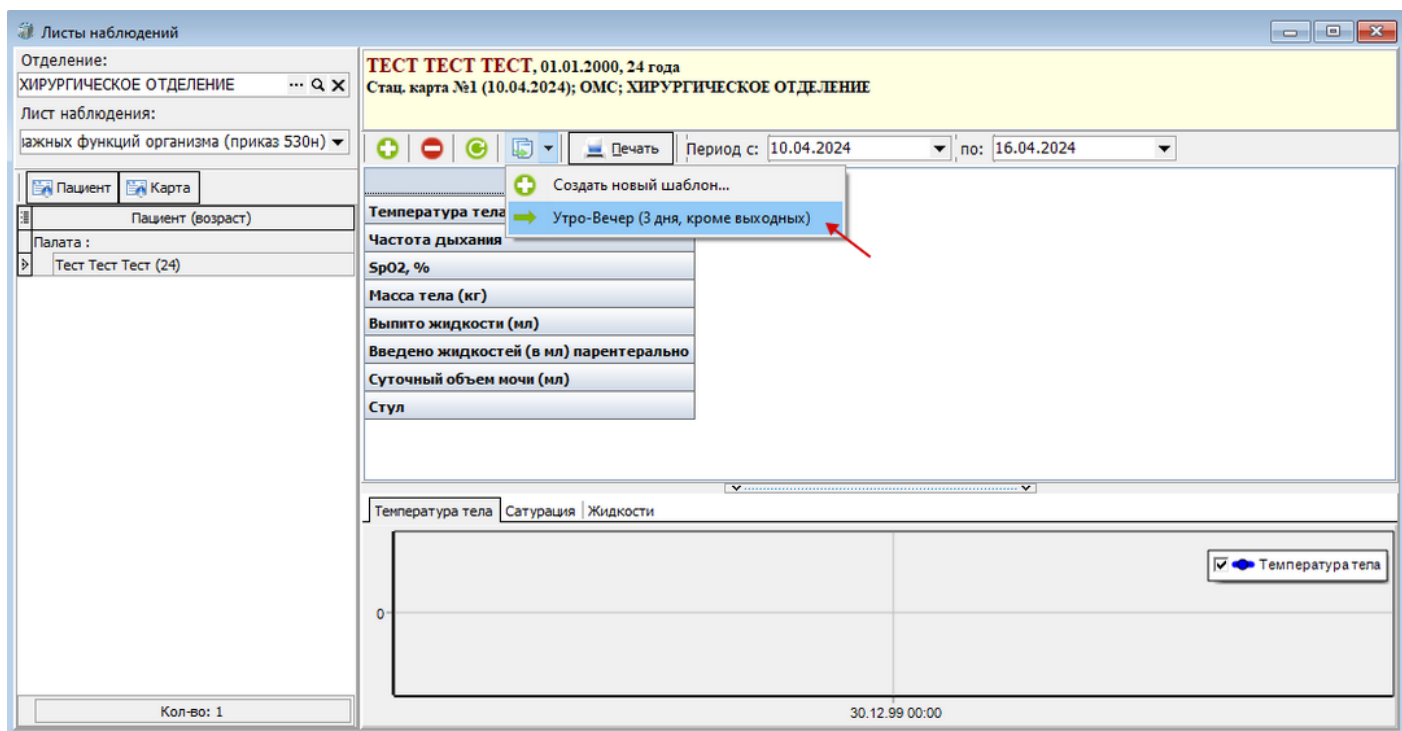 Листы наблюдений
Отделение:
ХИРУРГИЧЕСКОЕ ОТДЕЛЕНИЕ
Лист наблюдения:
ажных функций организма (приказ 530н)
Пациент Карта
Пациент (возраст)
Палата :
Тест Тест Тест (24)
Кол-во: 1
ТЕСТ ТЕСТ ТЕСТ, 01.01.2000, 24 года
Стац. карта №1 (10.04.2024); ОМС; ХИРУРГИЧЕСКОЕ ОТДЕЛЕНИЕ
Печать Период с: 10.04.2024 по: 16.04.2024
Создать новый шаблон...
Утро-Вечер (3 дня, кроме выходных)
Температура тела
Частота дыхания
SpO2, %
Масса тела (кг)
Выпито жидкости (мл)
Введено жидкостей (в мл) парентерально
Суточный объем мочи (мл)
Стул
Температура тела Сатурация Жидкости
Температура тела
0
30.12.99 00:00